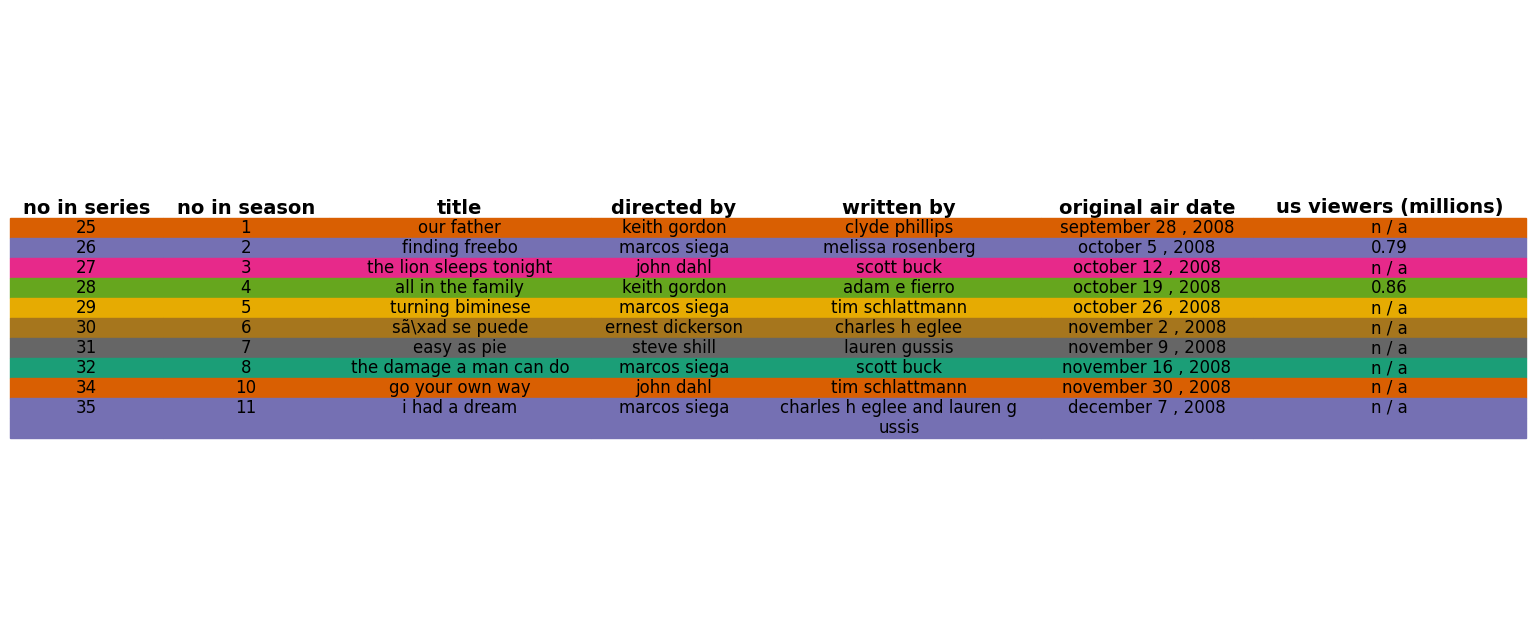 no in series no in season title directed by written by original air date us viewers (millions)
25 1 our father keith gordon clyde phillips september 28 , 2008 n / a
26 2 finding freebo marcos siega melissa rosenberg october 5 , 2008 0.79
27 3 the lion sleeps tonight john dahl scott buck october 12 , 2008 n / a
28 4 all in the family keith gordon adam e fierro october 19 , 2008 0.86
29 5 turning biminese marcos siega tim schlattmann october 26 , 2008 n / a
30 6 sã\xad se puede ernest dickerson charles h eglee november 2 , 2008 n / a
31 7 easy as pie steve shill lauren gussis november 9 , 2008 n / a
32 8 the damage a man can do marcos siega scott buck november 16 , 2008 n / a
34 10 go your own way john dahl tim schlattmann november 30 , 2008 n / a
35 11 i had a dream marcos siega charles h eglee and lauren g december 7 , 2008 n / a
ussis